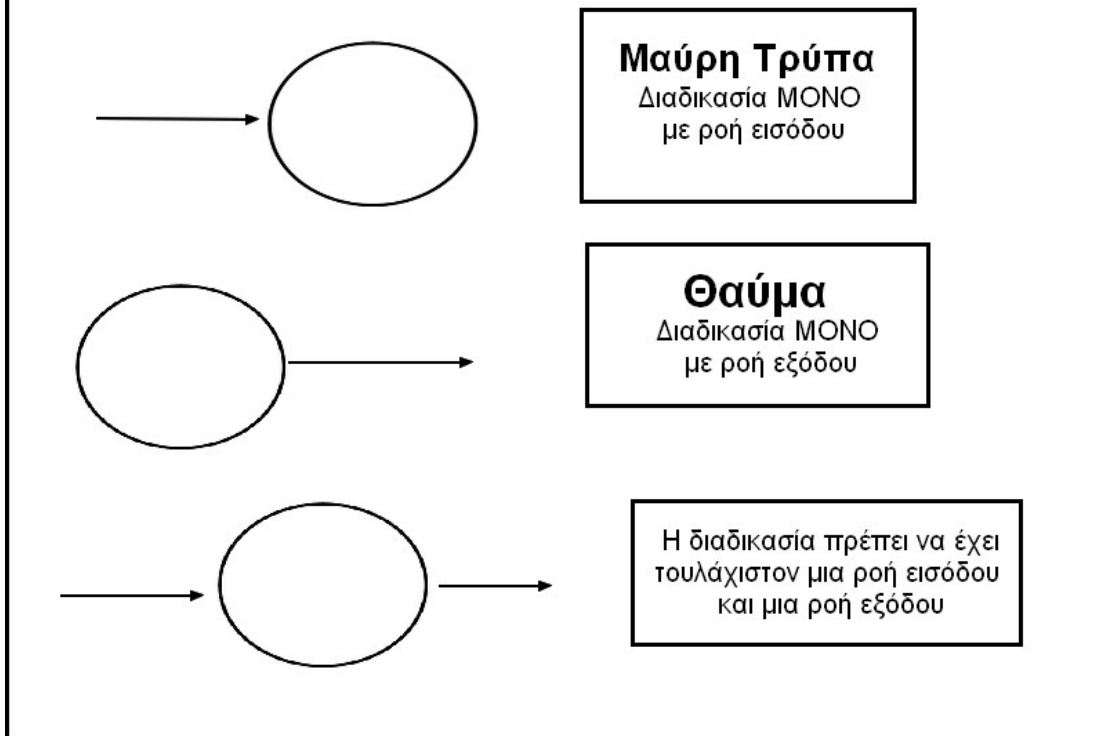 Μαύρη Τρύπα
Διαδικασία ΜΟΝΟ
με ροή εισόδου
Θαύμα
Διαδικασία ΜΟΝΟ
με ροή εξόδου
Η διαδικασία πρέπει να έχει
τουλάχιστον μια ροή εισόδου
και μια ροή εξόδου